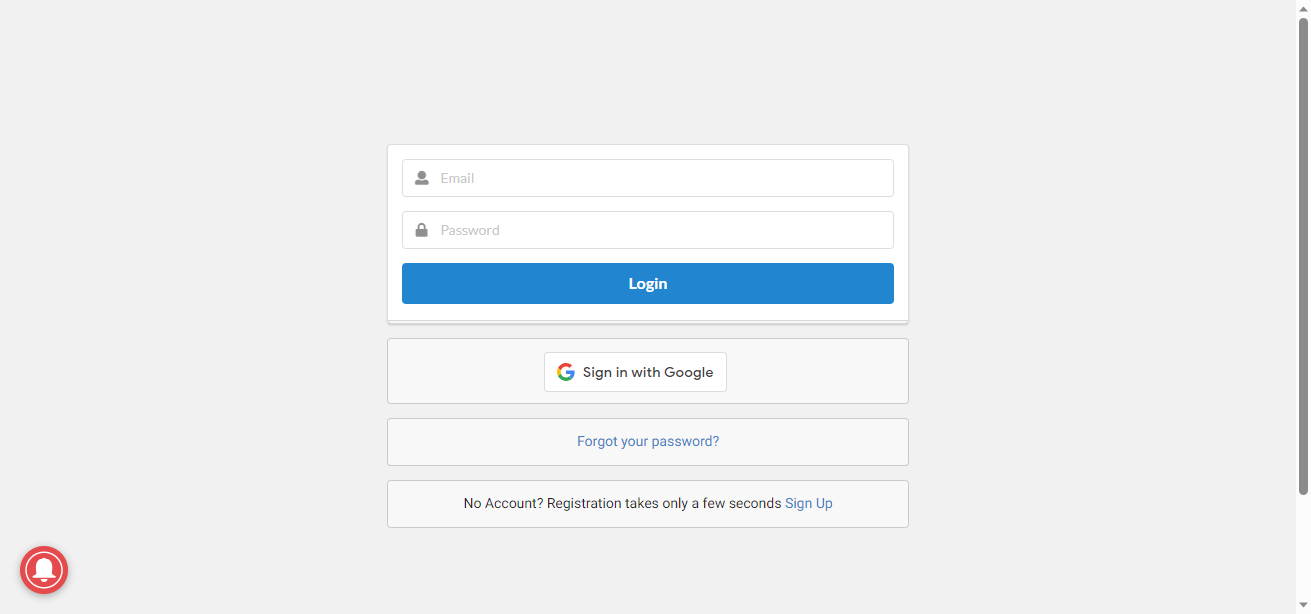 Email
Password
Login
Sign in with Google
Forgot your password?
No Account? Registration takes only a few seconds Sign Up